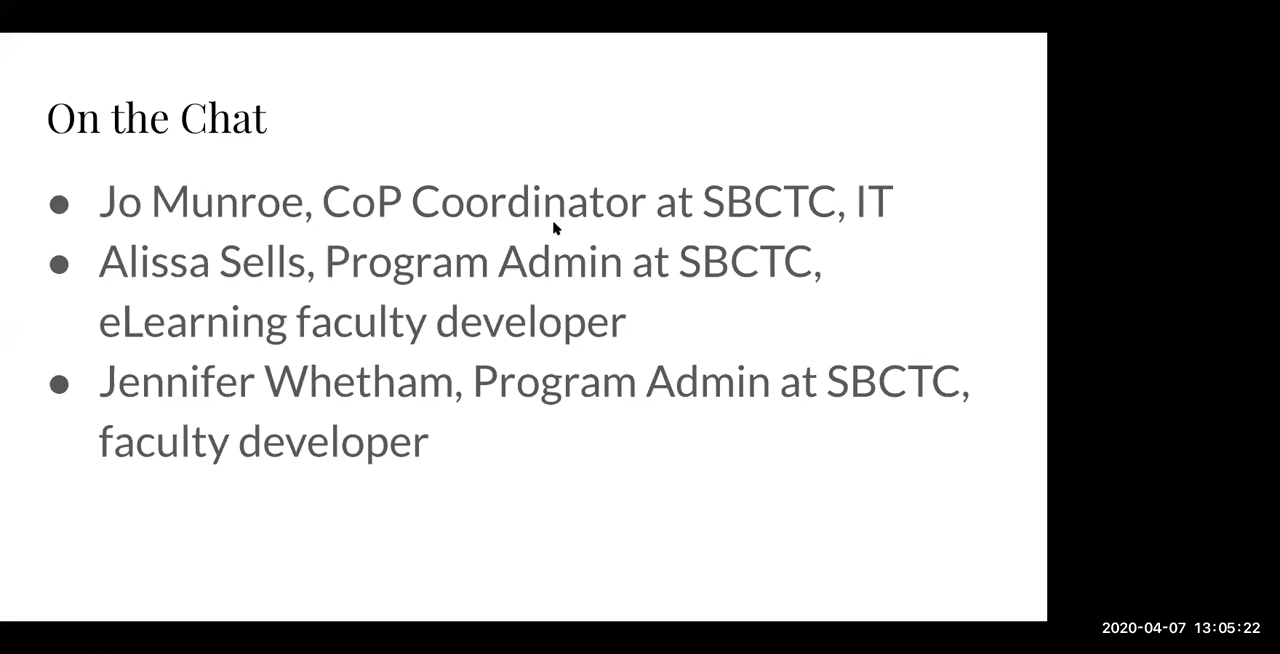 On the Chat
● Jo Munroe, CoP Coordinator at SBCTC, IT
● Alissa Sells, Program Admin at SBCTC,
eLearning faculty developer
● Jennifer Whetham, Program Admin at SBCTC,
faculty developer
2020-04-07 13:05:22